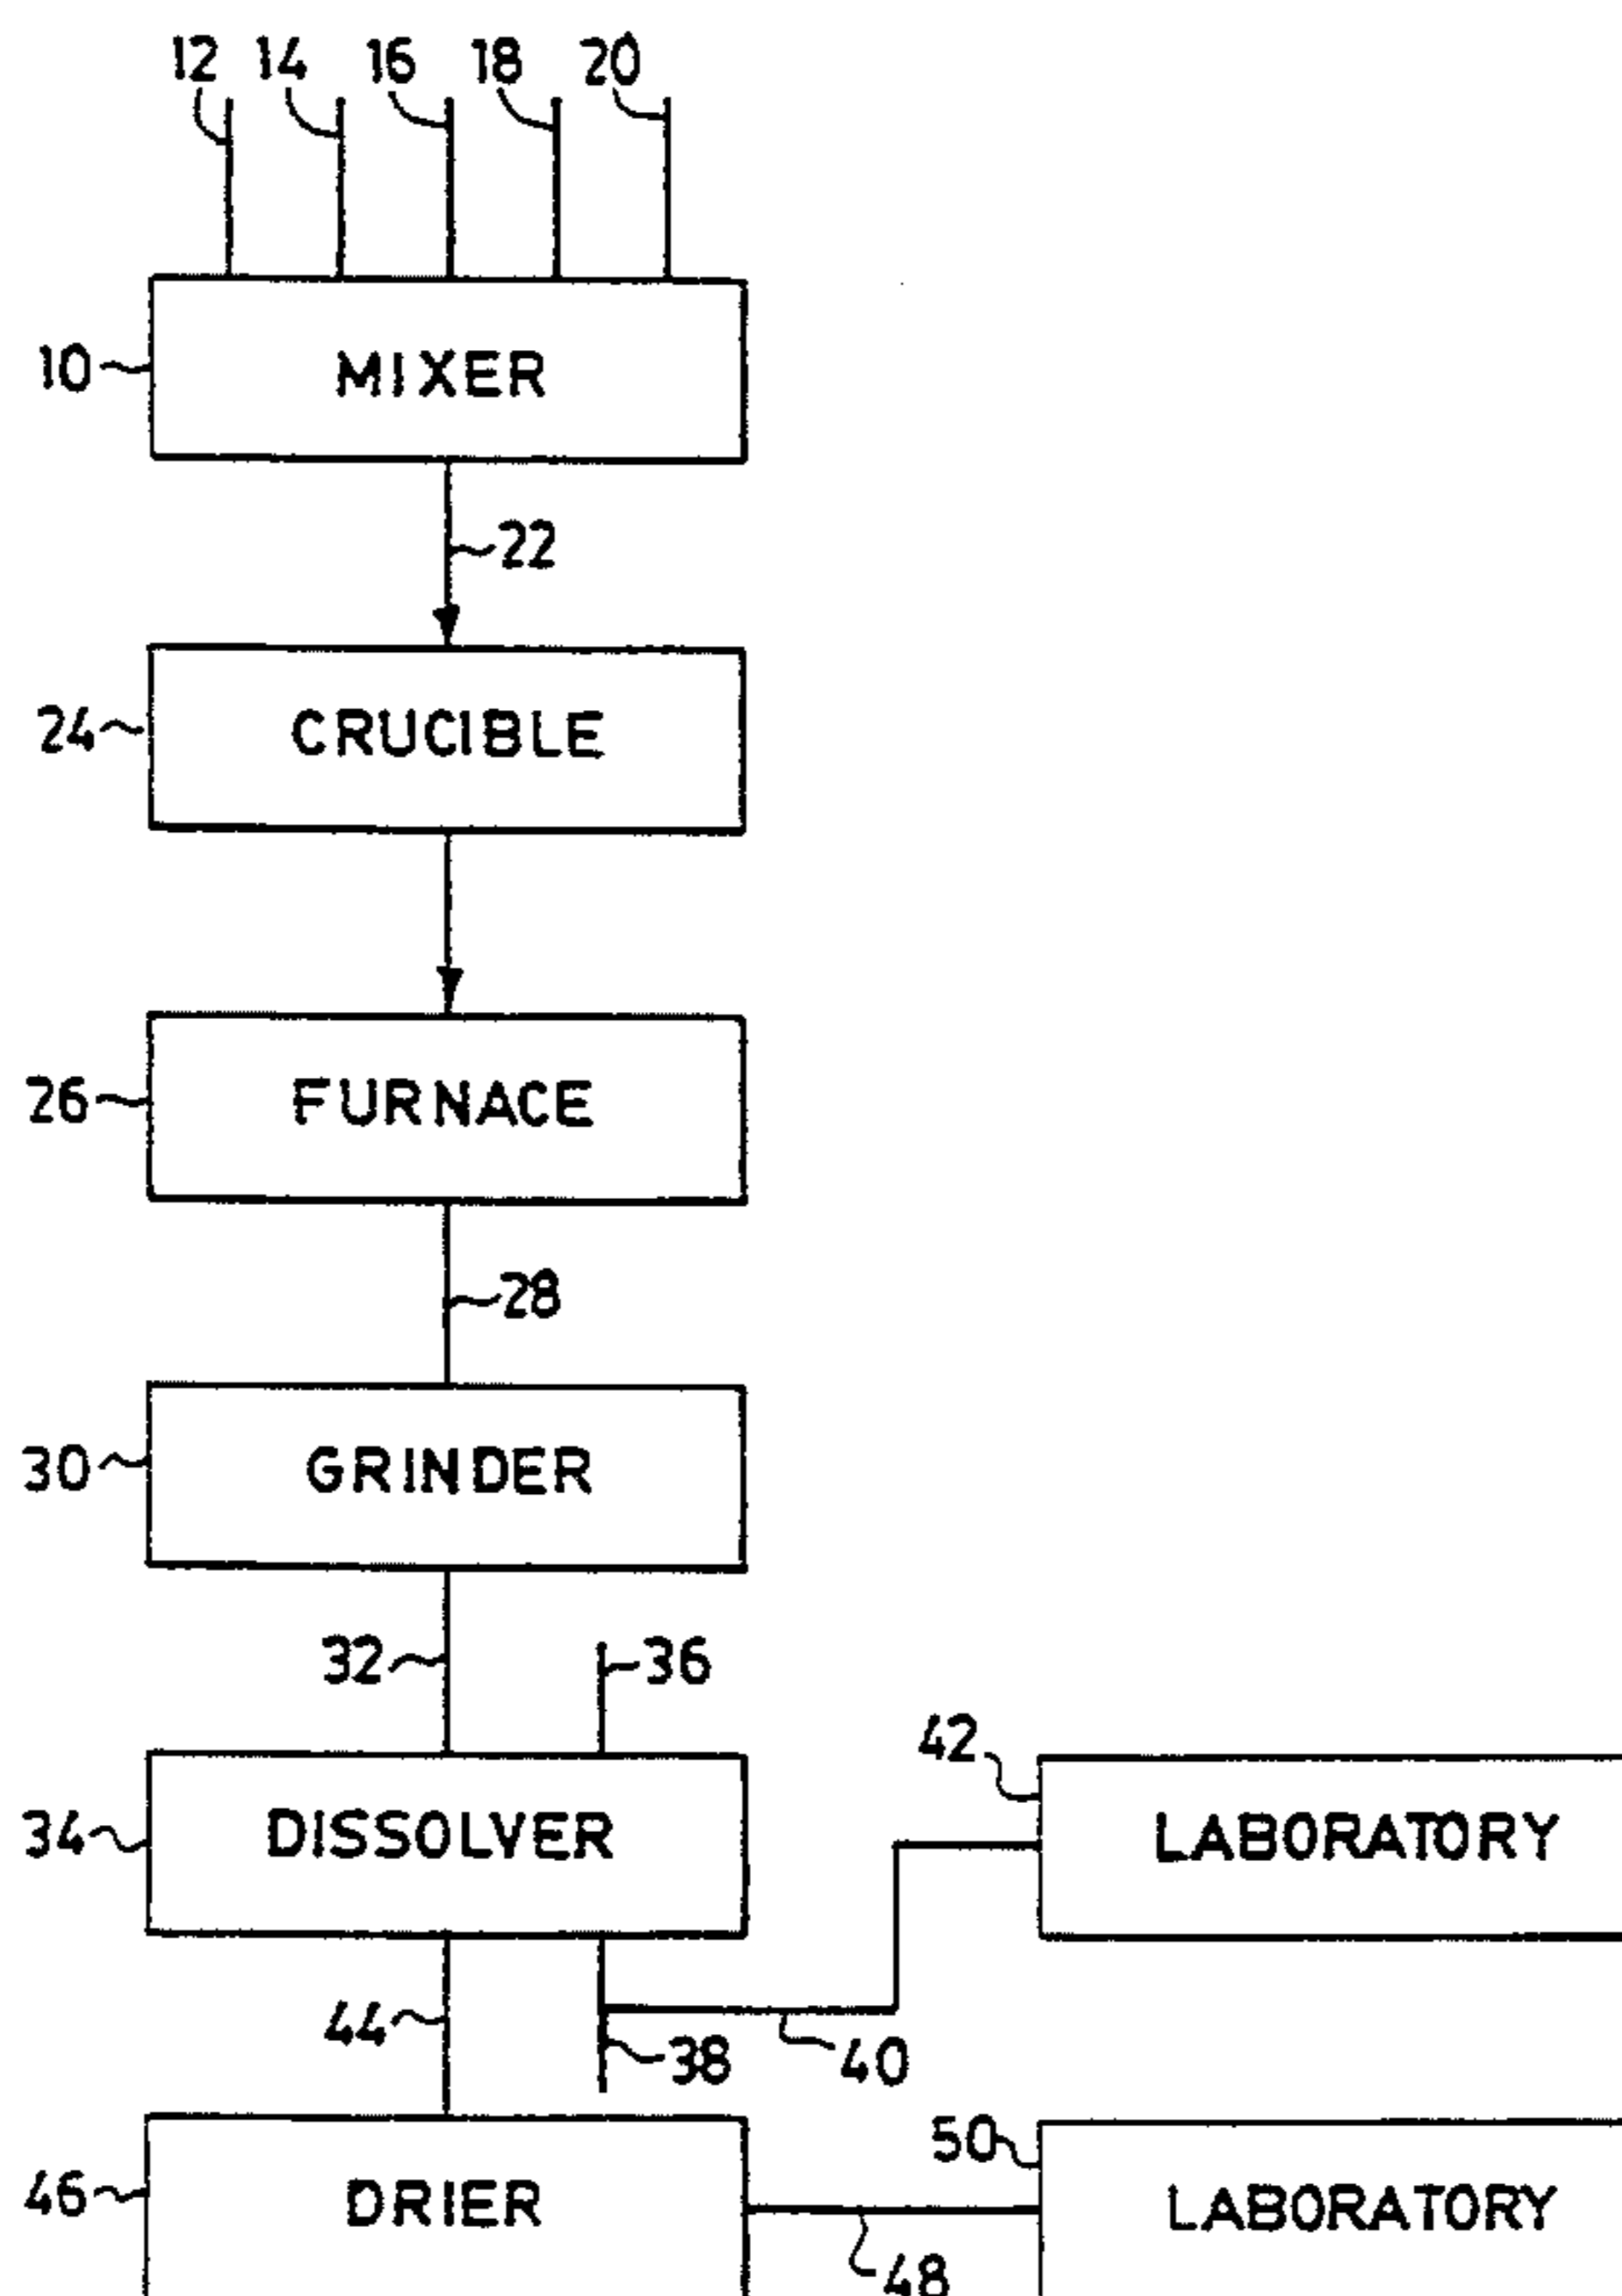 12 14 16 18 20
10 MIXER
22
24 CRUCIBLE
26 FURNACE
28
30 GRINDER
32 36
42
34 DISSOLVER LABORATORY
44 38 40
50
46 DRIER LABORATORY
48